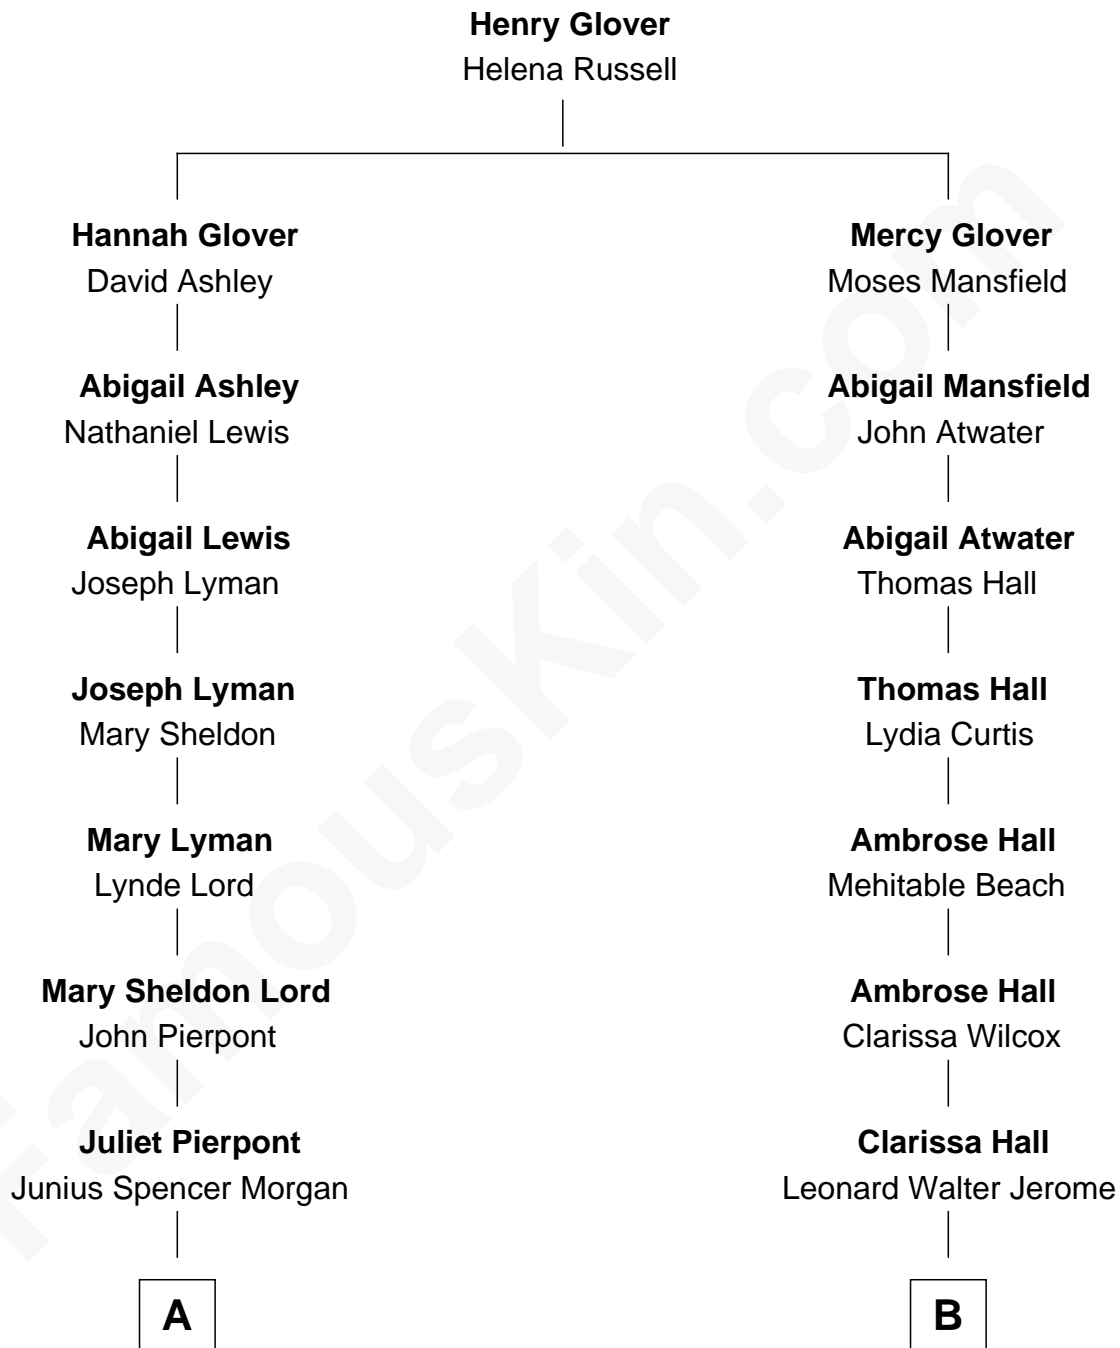 Henry Glover
Helena Russell
Hannah Glover
David Ashley
Mercy Glover
Moses Mansfield
Abigail Ashley
Nathaniel Lewis
Abigail Mansfield
John Atwater
Abigail Lewis
Joseph Lyman
Abigail Atwater
Thomas Hall
Joseph Lyman
Mary Sheldon
Thomas Hall
Lydia Curtis
Mary Lyman
Lynde Lord
Ambrose Hall
Mehitable Beach
Mary Sheldon Lord
John Pierpont
Ambrose Hall
Clarissa Wilcox
Juliet Pierpont
Junius Spencer Morgan
Clarissa Hall
Leonard Walter Jerome
A
B
FamousKin.com